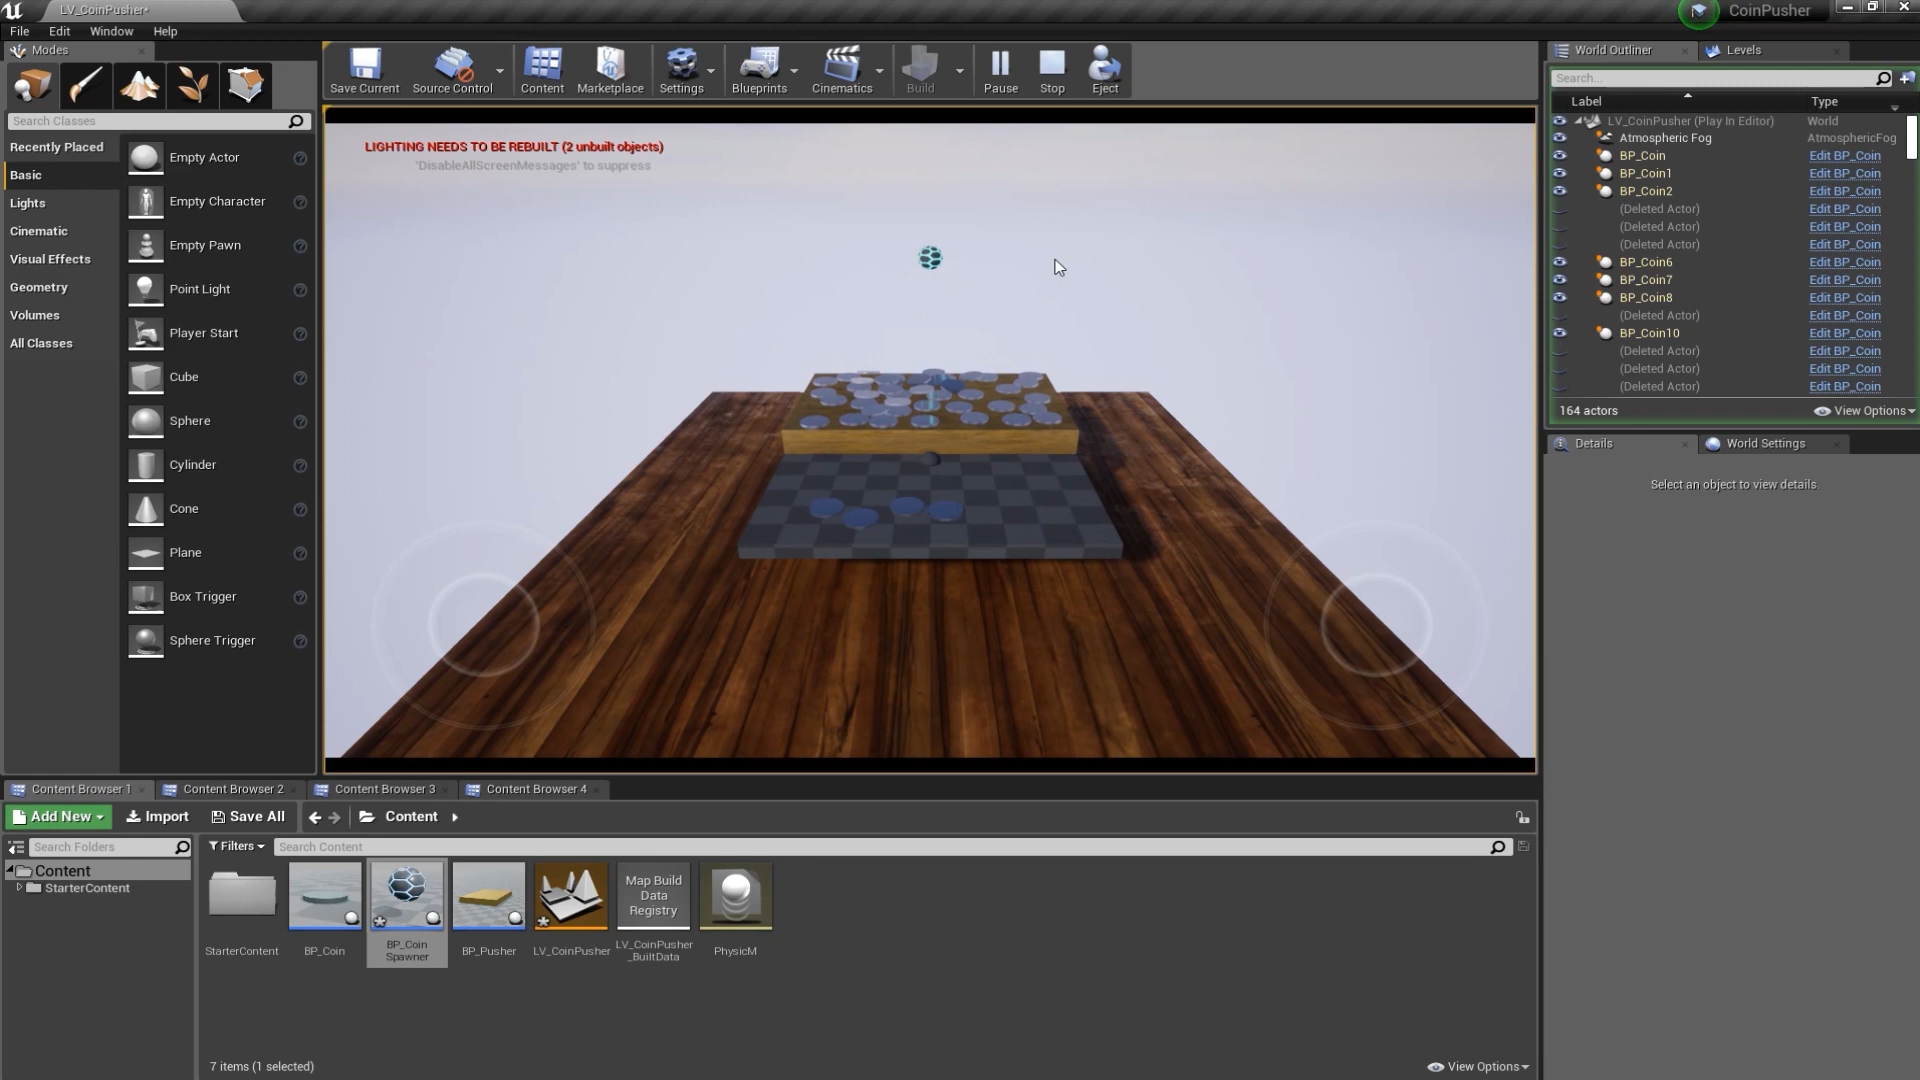 LV_CoinPusher*
CoinPusher
File Edit Window Help
Modes
World Outliner
Levels
Save Current
Source Control
Content
Marketplace
Settings
Blueprints
Cinematics
Build
Pause
Stop
Eject
Search...
Label
Type
Search Classes
Recently Placed
Basic
Lights
Cinematic
Visual Effects
Geometry
Volumes
All Classes
Empty Actor
Empty Character
Empty Pawn
Point Light
Player Start
Cube
Sphere
Cylinder
Cone
Plane
Box Trigger
Sphere Trigger
LIGHTING NEEDS TO BE REBUILT (2 unbuilt objects)
'DisableAllScreenMessages' to suppress
LV_CoinPusher (Play In Editor) World
Atmospheric Fog AtmosphericFog
BP_Coin Edit BP_Coin
BP_Coin1 Edit BP_Coin
BP_Coin2 Edit BP_Coin
(Deleted Actor) Edit BP_Coin
(Deleted Actor) Edit BP_Coin
(Deleted Actor) Edit BP_Coin
BP_Coin6 Edit BP_Coin
BP_Coin7 Edit BP_Coin
BP_Coin8 Edit BP_Coin
(Deleted Actor) Edit BP_Coin
BP_Coin10 Edit BP_Coin
(Deleted Actor) Edit BP_Coin
(Deleted Actor) Edit BP_Coin
(Deleted Actor) Edit BP_Coin
164 actors
View Options
Details
World Settings
Select an object to view details.
Content Browser 1
Content Browser 2
Content Browser 3
Content Browser 4
Add New
Import
Save All
Content
Search Folders
Filters
Search Content
Content
StarterContent
Map Build
Data
Registry
StarterContent
BP_Coin
BP_Coin
Spawner
BP_Pusher
LV_CoinPusher
LV_CoinPusher
_BuiltData
PhysicM
7 items (1 selected)
View Options